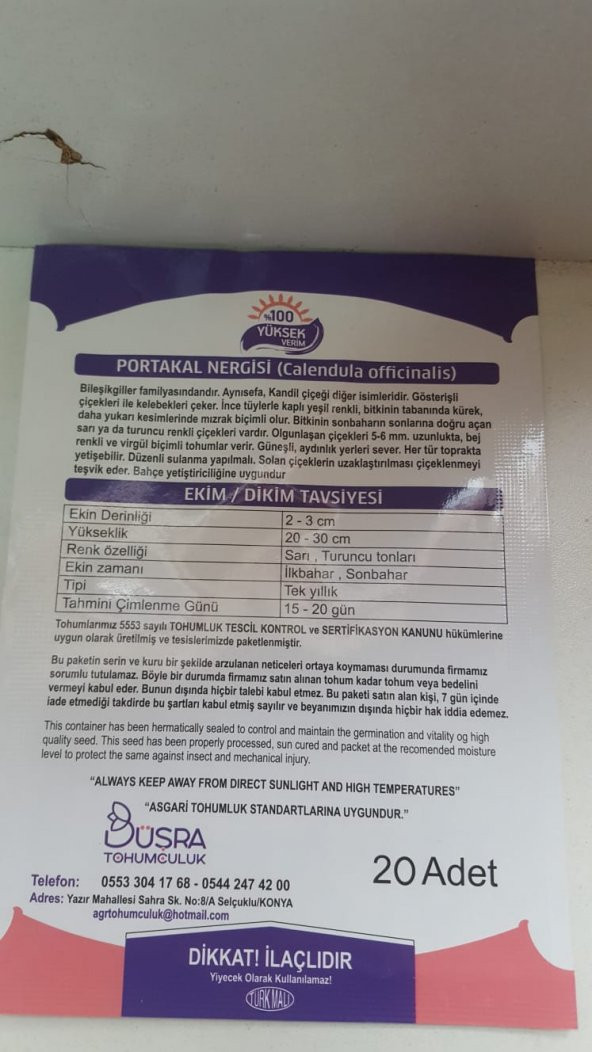 %100
YÜKSEK
VERİM
PORTAKAL NERGİSİ (Calendula officinalis)
Bileşikgiller familyasındandır. Aynısefa, Kandil çiçeği diğer isimleridir. Gösterişli
çiçekleri ile kelebekleri çeker. İnce tüylerle kaplı yeşil renkli, bitkinin tabanında kürek,
daha yukarı kesimlerinde mızrak biçimli olur. Bitkinin sonbaharın sonlarına doğru açan
sarı ya da turuncu renkli çiçekleri vardır. Olgunlaşan çiçekleri 5-6 mm. uzunlukta, bej
renkli ve virgül biçimli tohumlar verir. Güneşli, aydınlık yerleri sever. Her tür toprakta
yetişebilir. Düzenli sulanma yapılmalı. Solan çiçeklerin uzaklaştırılması çiçeklenmeyi
teşvik eder. Bahçe yetiştiriciliğine uygundur
EKİM / DİKİM TAVSİYESİ
Ekin Derinliği 2 - 3 cm
Yükseklik 20 - 30 cm
Renk özelliği Sarı , Turuncu tonları
Ekin zamanı İlkbahar , Sonbahar
Tipi Tek yıllık
Tahmini Çimlenme Günü 15 - 20 gün
Tohumlarımız 5553 sayılı TOHUMLUK TESCİL KONTROL ve SERTİFİKASYON KANUNU hükümlerine
uygun olarak üretilmiş ve tesislerimizde paketlenmiştir.
Bu paketin serin ve kuru bir şekilde arzulanan neticeleri ortaya koymaması durumunda firmamız
sorumlu tutulamaz. Böyle bir durumda firmamız satın alınan tohum kadar tohum veya bedelini
vermeyi kabul eder. Bunun dışında hiçbir talebi kabul etmez. Bu paketi satın alan kişi, 7 gün içinde
iade etmediği takdirde bu şartları kabul etmiş sayılır ve beyanımızın dışında hiçbir hak iddia edemez.
This container has been hermatically sealed to control and maintain the germination and vitality og high
quality seed. This seed has been properly processed, sun cured and packet at the recomended moisture
level to protect the same against insect and mechanical injury.
“ALWAYS KEEP AWAY FROM DIRECT SUNLIGHT AND HIGH TEMPERATURES”
“ASGARİ TOHUMLUK STANDARTLARINA UYGUNDUR.”
BÜŞRA
TOHUMCULUK
20 Adet
Telefon: 0553 304 17 68 - 0544 247 42 00
Adres: Yazır Mahallesi Sahra Sk. No:8/A Selçuklu/KONYA
agrtohumculuk@hotmail.com
DİKKAT! İLAÇLIDIR
Yiyecek Olarak Kullanılamaz!
TÜRK MALI